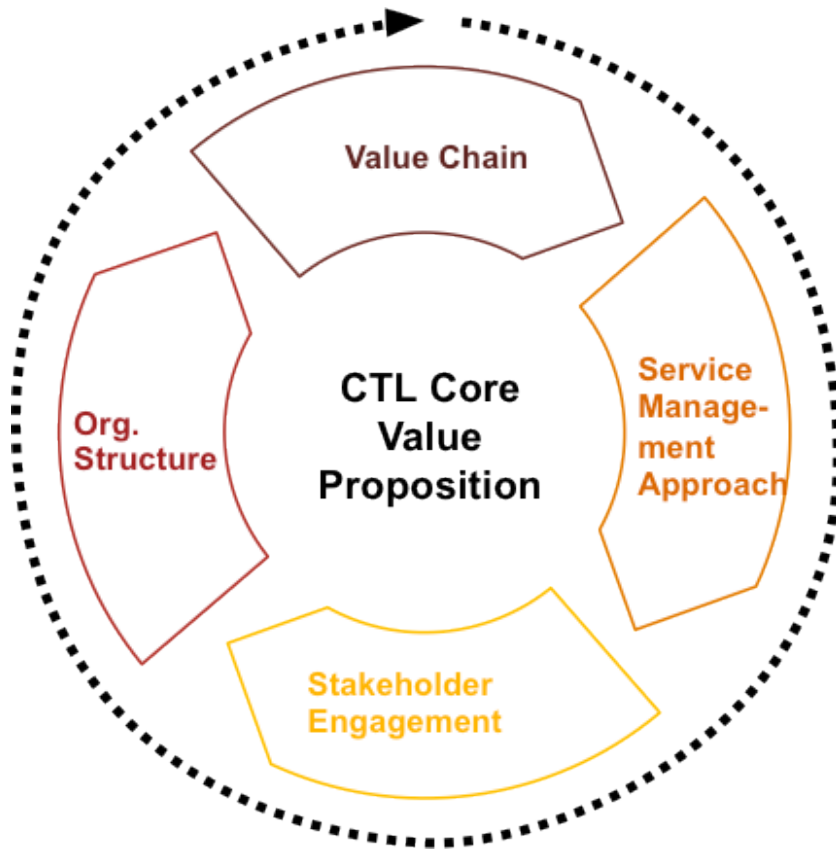 Value Chain
Service
Manage-
ment
Approach
CTL Core
Value
Proposition
Org.
Structure
Stakeholder
Engagement